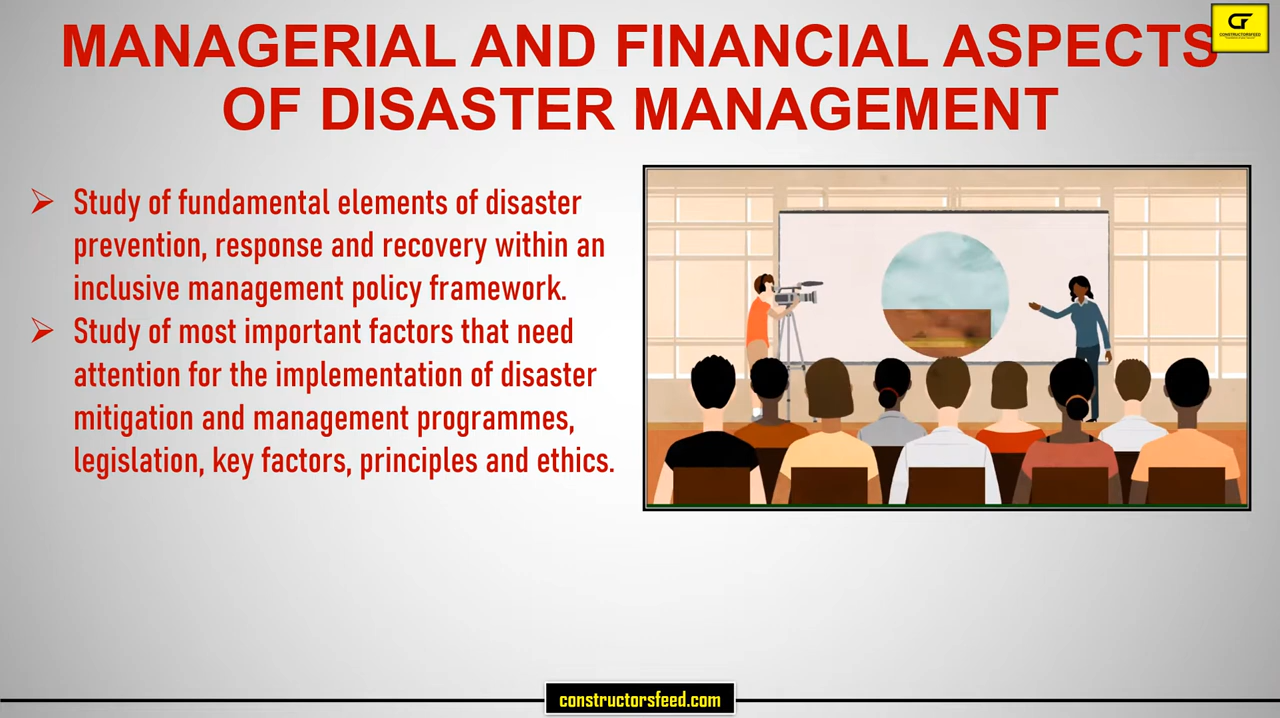 MANAGERIAL AND FINANCIAL ASPECTS
OF DISASTER MANAGEMENT
CF
CONSTRUCTORSFEED
Study of fundamental elements of disaster
prevention, response and recovery within an
inclusive management policy framework.
Study of most important factors that need
attention for the implementation of disaster
mitigation and management programmes,
legislation, key factors, principles and ethics.
constructorsfeed.com